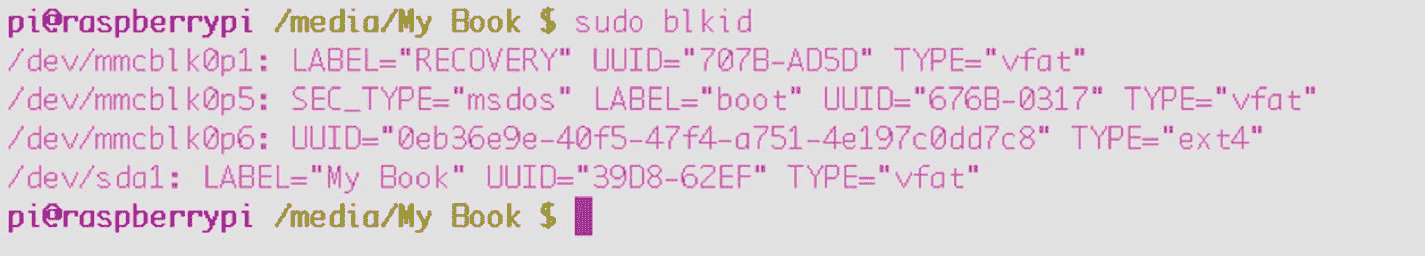 pi@raspberrypi /media/My Book $ sudo blkid
/dev/mmcblk0p1: LABEL="RECOVERY" UUID="707B-AD5D" TYPE="vfat"
/dev/mmcblk0p5: SEC_TYPE="msdos" LABEL="boot" UUID="676B-0317" TYPE="vfat"
/dev/mmcblk0p6: UUID="0eb36e9e-40f5-47f4-a751-4e197c0dd7c8" TYPE="ext4"
/dev/sda1: LABEL="My Book" UUID="39D8-62EF" TYPE="vfat"
pi@raspberrypi /media/My Book $